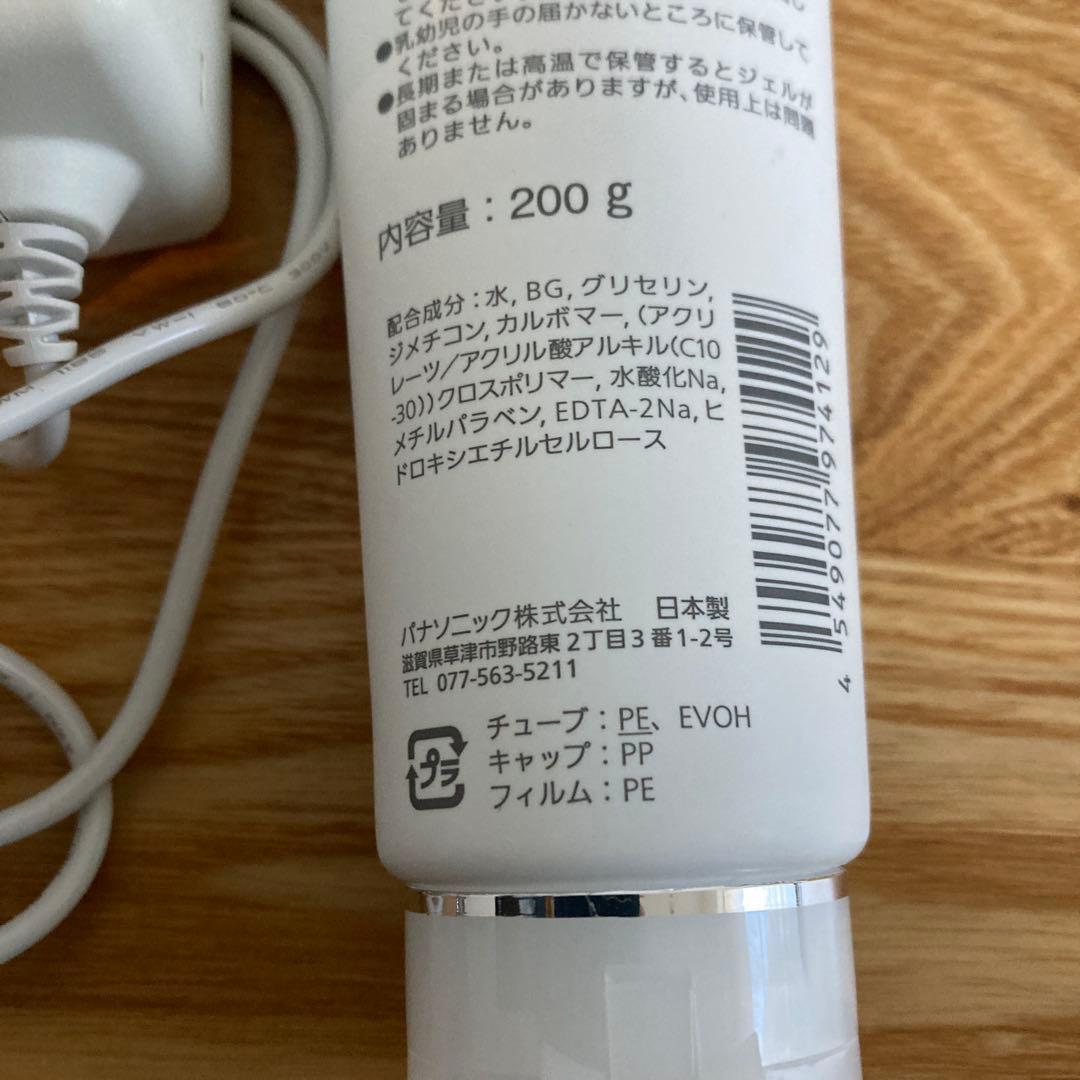 てくださ
●乳幼児の手の届かないところに保管して
ください。
●長期または高温で保管するとジェルが
固まる場合がありますが、使用上は問題
ありません。
内容量：200 g
配合成分：水, BG, グリセリン,
ジメチコン, カルボマー, (アクリ
レーツ/アクリル酸アルキル(C10
-30))クロスポリマー, 水酸化Na,
メチルパラベン, EDTA-2Na, ヒ
ドロキシエチルセルロース
4 549077 974129
パナソニック株式会社 日本製
滋賀県草津市野路東 2丁目3 番1-2号
TEL 077-563-5211
プラ
チューブ：PE、EVOH
キャップ：PP
フィルム：PE